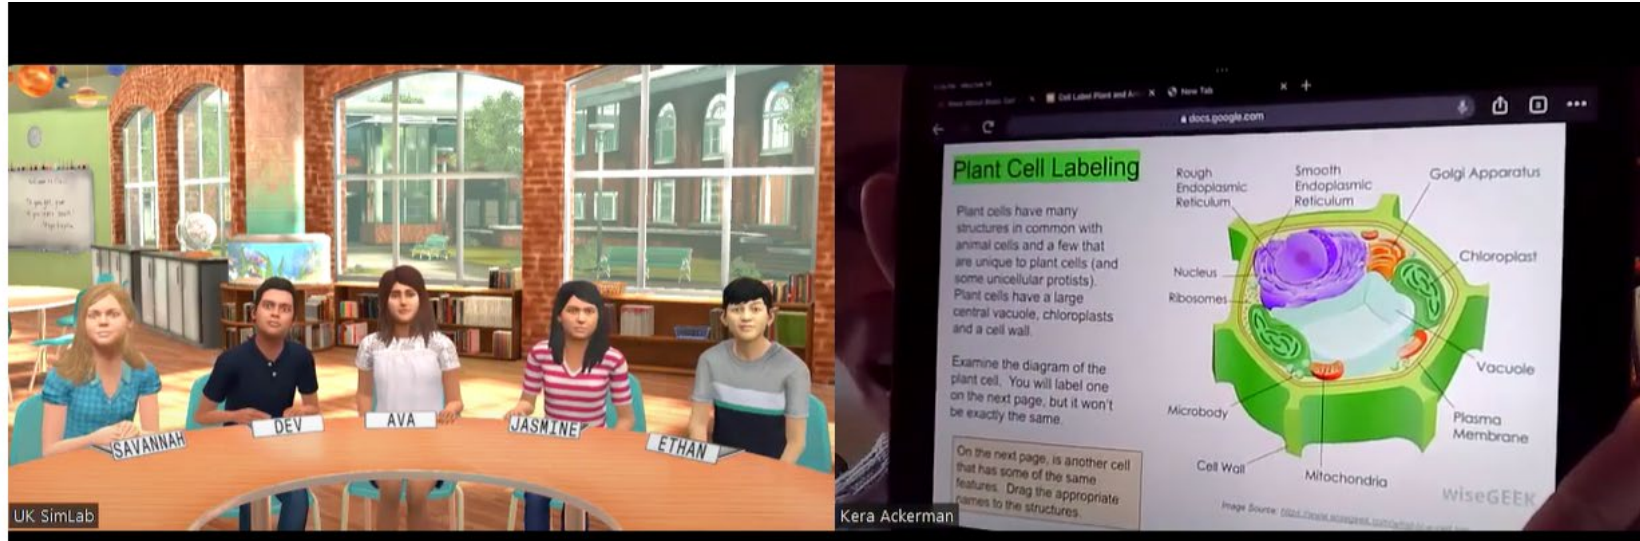 SAVANNAH
DEV
AVA
JASMINE
ETHAN
UK SimLab
New Tab
docs.google.com
Plant Cell Labeling
Plant cells have many
structures in common with
animal cells and a few that
are unique to plant cells (and
some unicellular protists).
Plant cells have a large
central vacuole, chloroplasts
and a cell wall.
Examine the diagram of the
plant cell. You will label one
on the next page, but it won't
be exactly the same.
On the next page, is another cell
that has some of the same
features. Drag the appropriate
names to the structures.
Rough
Endoplasmic
Reticulum
Smooth
Endoplasmic
Reticulum
Golgi Apparatus
Nucleus
Ribosomes
Chloroplast
Vacuole
Microbody
Plasma
Membrane
Cell Wall
Mitochondria
wiseGEEK
Image Source:
Kera Ackerman